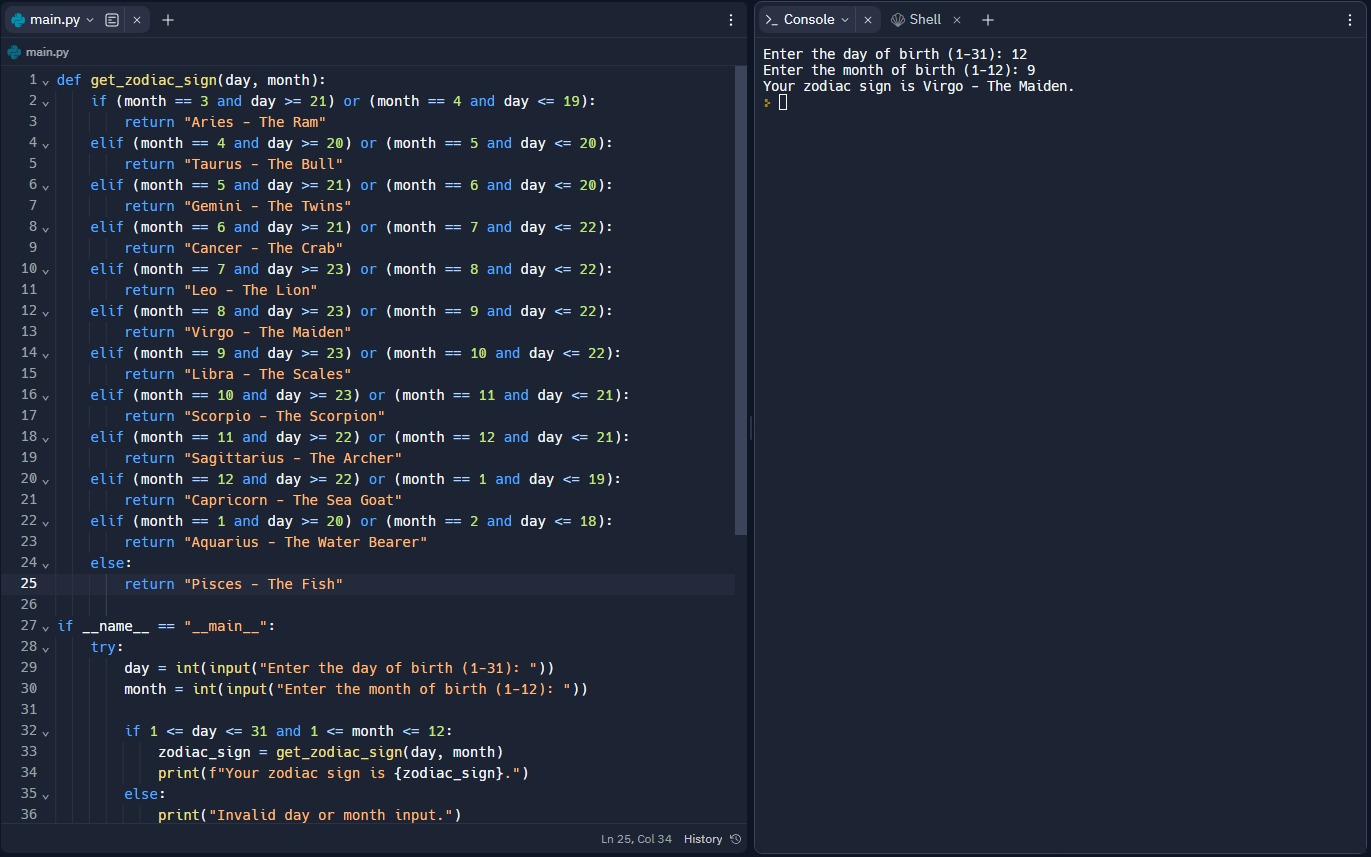 main.py
main.py
1 def get_zodiac_sign(day, month):
2     if (month == 3 and day >= 21) or (month == 4 and day <= 19):
3         return "Aries - The Ram"
4     elif (month == 4 and day >= 20) or (month == 5 and day <= 20):
5         return "Taurus - The Bull"
6     elif (month == 5 and day >= 21) or (month == 6 and day <= 20):
7         return "Gemini - The Twins"
8     elif (month == 6 and day >= 21) or (month == 7 and day <= 22):
9         return "Cancer - The Crab"
10     elif (month == 7 and day >= 23) or (month == 8 and day <= 22):
11         return "Leo - The Lion"
12     elif (month == 8 and day >= 23) or (month == 9 and day <= 22):
13         return "Virgo - The Maiden"
14     elif (month == 9 and day >= 23) or (month == 10 and day <= 22):
15         return "Libra - The Scales"
16     elif (month == 10 and day >= 23) or (month == 11 and day <= 21):
17         return "Scorpio - The Scorpion"
18     elif (month == 11 and day >= 22) or (month == 12 and day <= 21):
19         return "Sagittarius - The Archer"
20     elif (month == 12 and day >= 22) or (month == 1 and day <= 19):
21         return "Capricorn - The Sea Goat"
22     elif (month == 1 and day >= 20) or (month == 2 and day <= 18):
23         return "Aquarius - The Water Bearer"
24     else:
25         return "Pisces - The Fish"
26
27 if __name__ == "__main__":
28     try:
29         day = int(input("Enter the day of birth (1-31): "))
30         month = int(input("Enter the month of birth (1-12): "))
31
32         if 1 <= day <= 31 and 1 <= month <= 12:
33             zodiac_sign = get_zodiac_sign(day, month)
34             print(f"Your zodiac sign is {zodiac_sign}.")
35         else:
36             print("Invalid day or month input.")
Ln 25, Col 34 History
Console Shell
Enter the day of birth (1-31): 12
Enter the month of birth (1-12): 9
Your zodiac sign is Virgo - The Maiden.